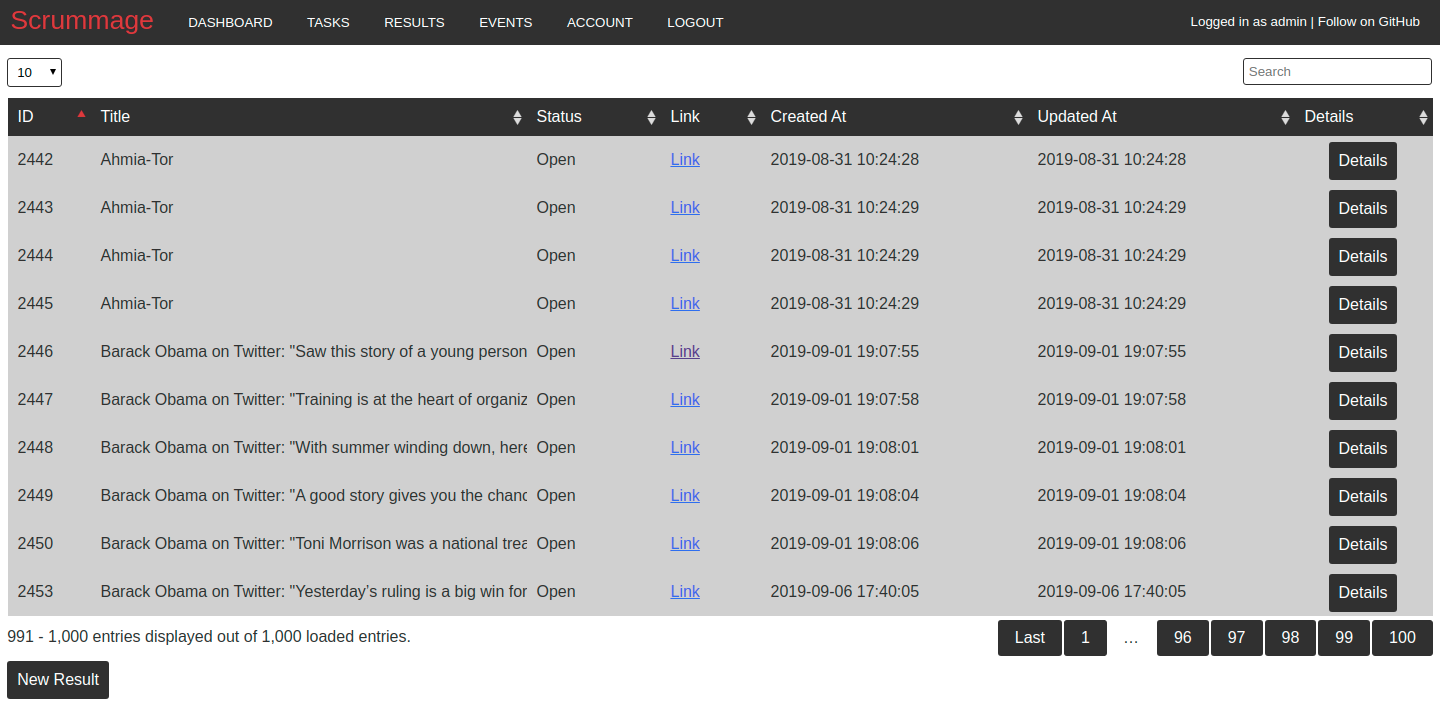 Scrummage DASHBOARD TASKS RESULTS EVENTS ACCOUNT LOGOUT Logged in as admin | Follow on GitHub
10 Search
ID Title Status Link Created At Updated At Details
2442 Ahmia-Tor Open Link 2019-08-31 10:24:28 2019-08-31 10:24:28 Details
2443 Ahmia-Tor Open Link 2019-08-31 10:24:29 2019-08-31 10:24:29 Details
2444 Ahmia-Tor Open Link 2019-08-31 10:24:29 2019-08-31 10:24:29 Details
2445 Ahmia-Tor Open Link 2019-08-31 10:24:29 2019-08-31 10:24:29 Details
2446 Barack Obama on Twitter: "Saw this story of a young person Open Link 2019-09-01 19:07:55 2019-09-01 19:07:55 Details
2447 Barack Obama on Twitter: "Training is at the heart of organiz Open Link 2019-09-01 19:07:58 2019-09-01 19:07:58 Details
2448 Barack Obama on Twitter: "With summer winding down, here Open Link 2019-09-01 19:08:01 2019-09-01 19:08:01 Details
2449 Barack Obama on Twitter: "A good story gives you the chanc Open Link 2019-09-01 19:08:04 2019-09-01 19:08:04 Details
2450 Barack Obama on Twitter: "Toni Morrison was a national trea Open Link 2019-09-01 19:08:06 2019-09-01 19:08:06 Details
2453 Barack Obama on Twitter: "Yesterday's ruling is a big win for Open Link 2019-09-06 17:40:05 2019-09-06 17:40:05 Details
991 - 1,000 entries displayed out of 1,000 loaded entries. Last 1 … 96 97 98 99 100
New Result